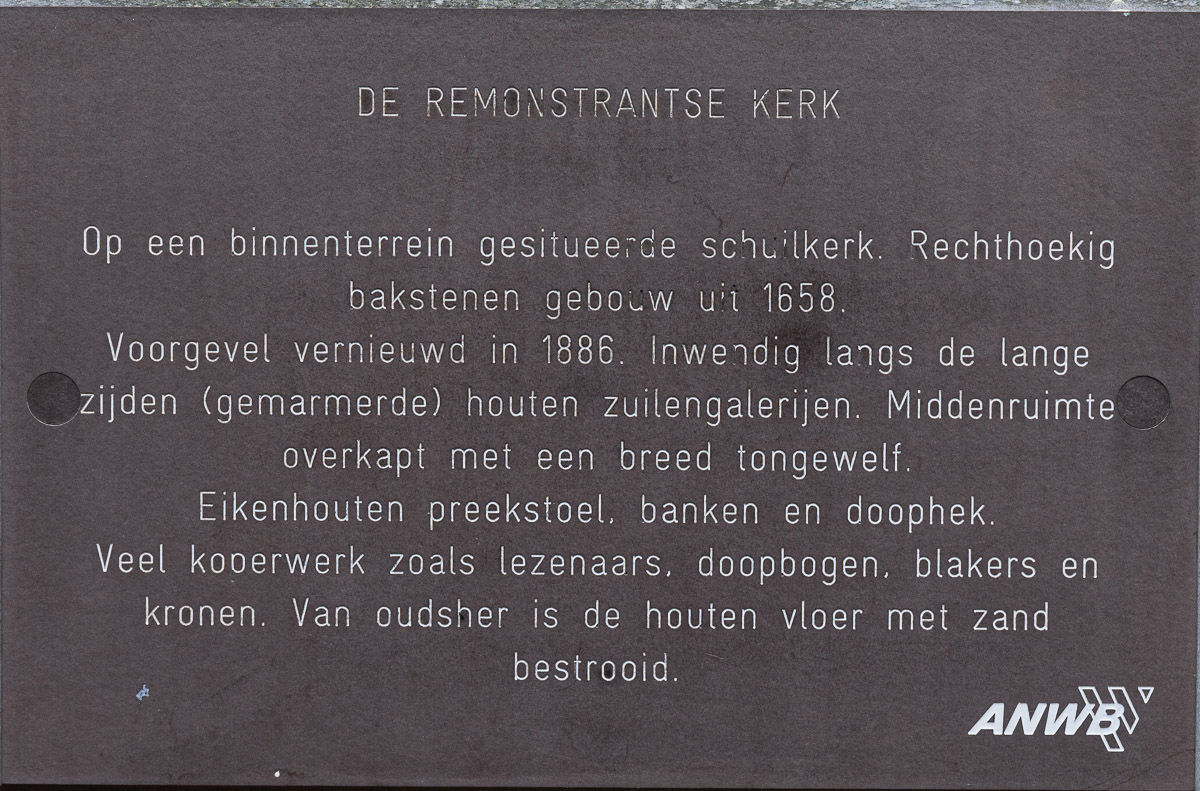 DE REMONSTRANTSE KERK
Op een binnenterrein gesitueerde schuilkerk. Rechthoekig
bakstenen gebouw uit 1658.
Voorgevel vernieuwd in 1886. Inwendig langs de lange
zijden (gemarmerde) houten zuilengalerijen. Middenruimte
overkapt met een breed tongewelf.
Eikenhouten preekstoel, banken en doophek.
Veel koperwerk zoals lezenaars, doopbogen, blakers en
kronen. Van oudsher is de houten vloer met zand
bestrooid.
ANWB